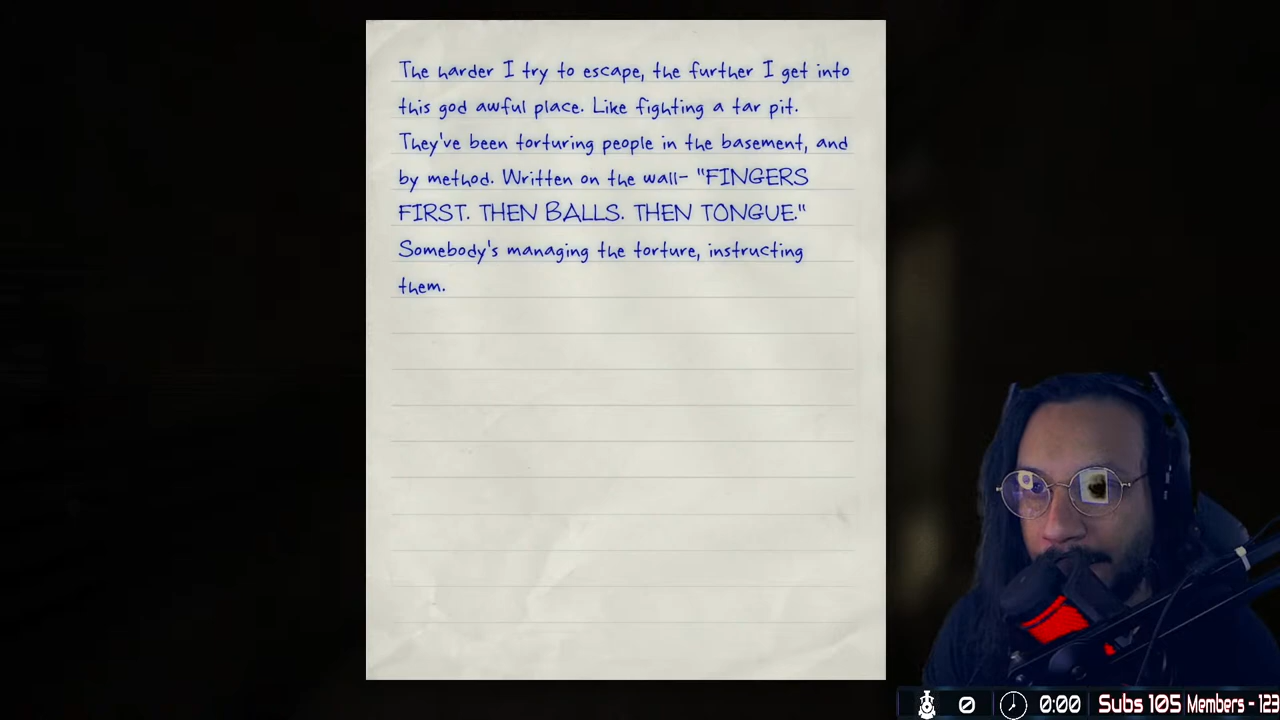 The harder I try to escape, the further I get into
this god awful place. Like fighting a tar pit.
They've been torturing people in the basement, and
by method. Written on the wall- "FINGERS
FIRST. THEN BALLS. THEN TONGUE."
Somebody's managing the torture, instructing
them.
0 0:00 Subs 105 Members - 123